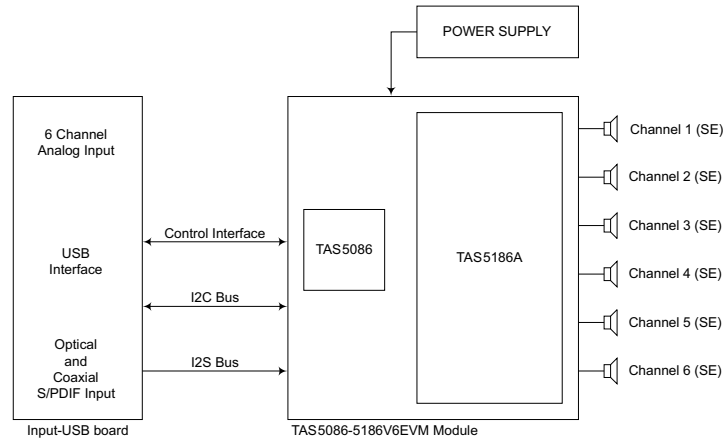 POWER SUPPLY
6 Channel
Analog Input
USB
Interface
Optical
and
Coaxial
S/PDIF Input
Input-USB board
Control Interface
I2C Bus
I2S Bus
TAS5086
TAS5186A
TAS5086-5186V6EVM Module
Channel 1 (SE)
Channel 2 (SE)
Channel 3 (SE)
Channel 4 (SE)
Channel 5 (SE)
Channel 6 (SE)